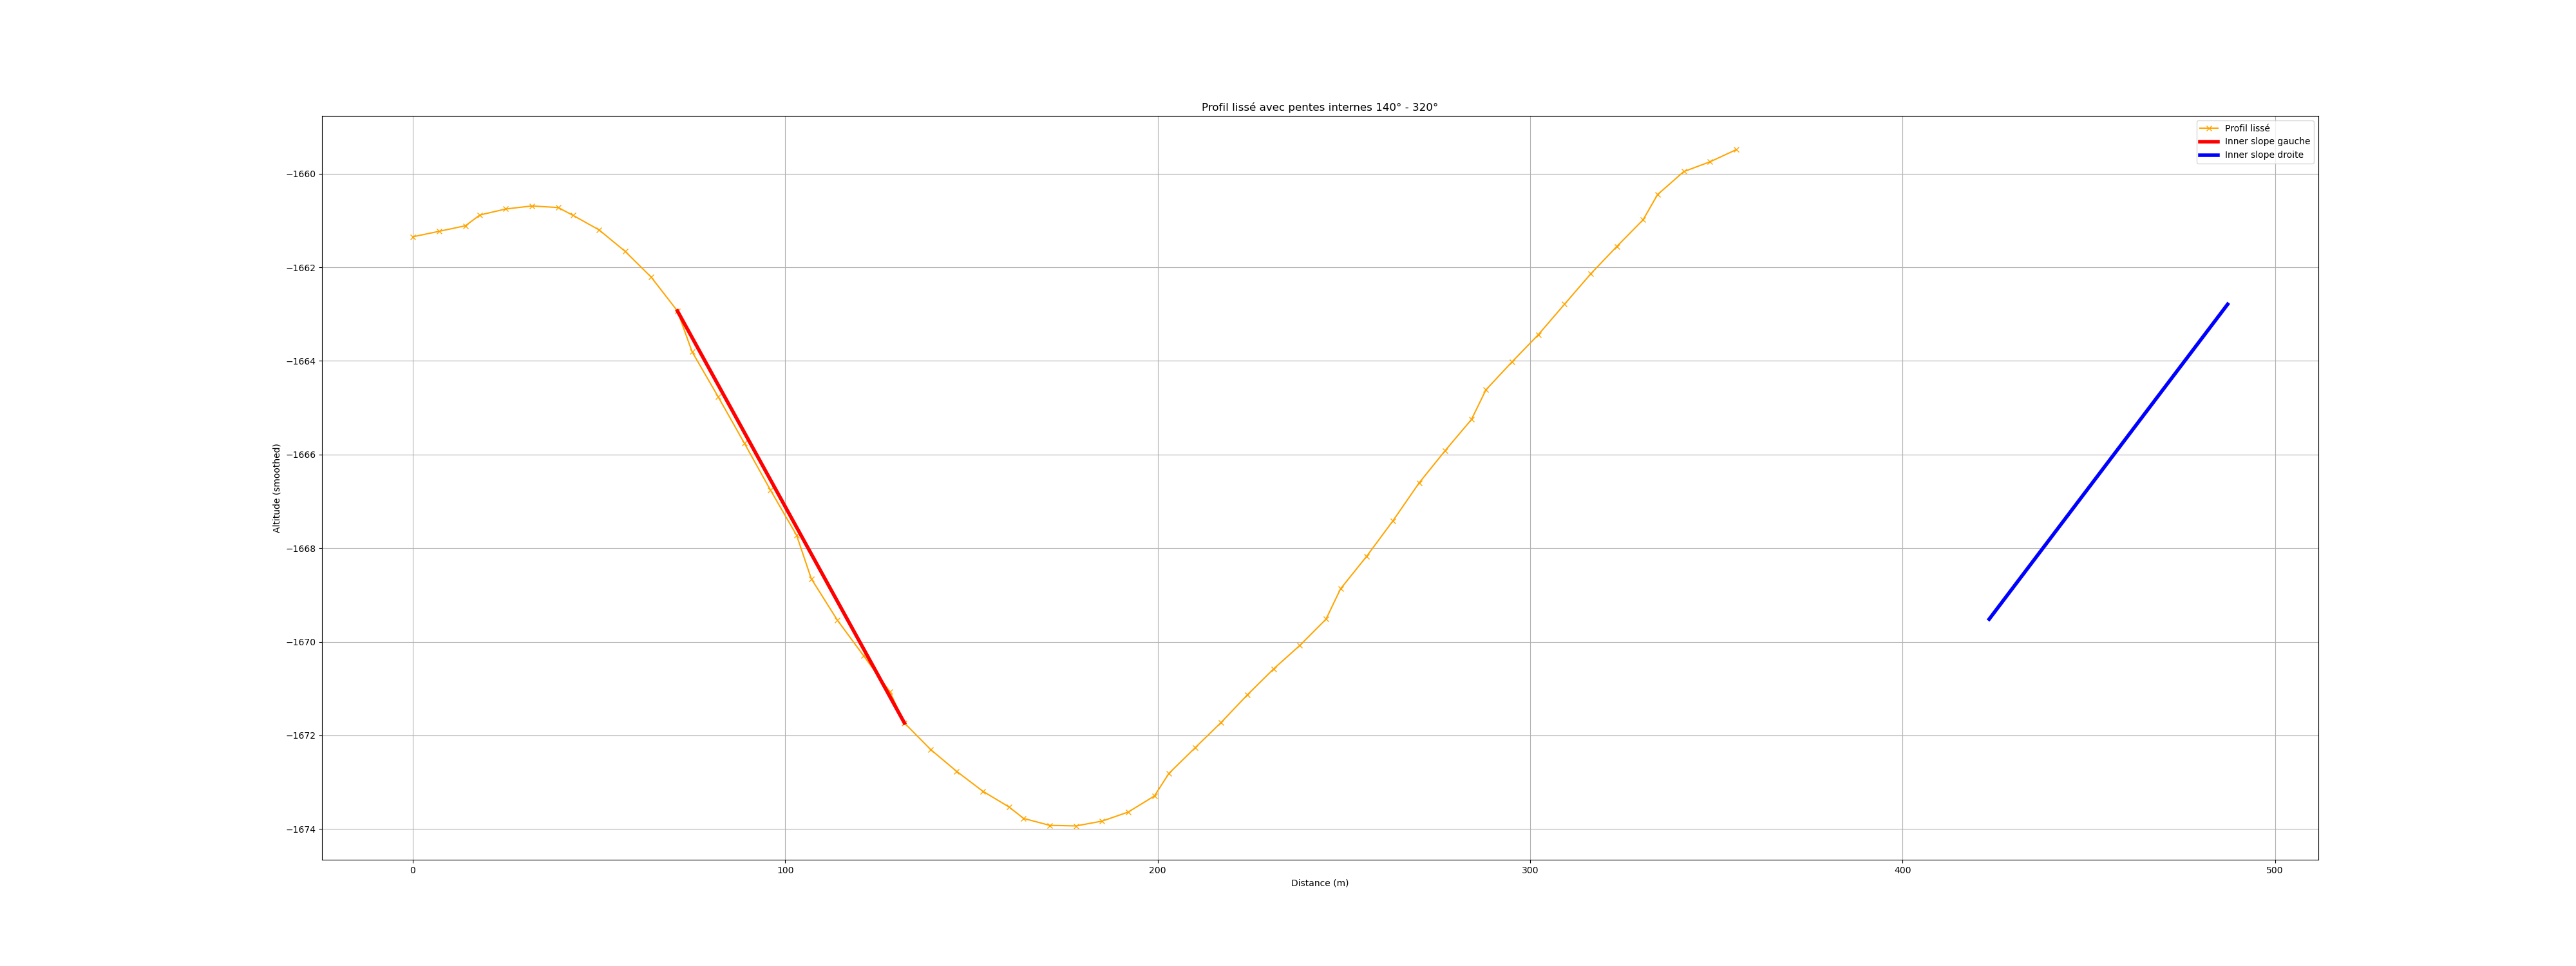 Profil lissé avec pentes internes 140° - 320°
Profil lissé
Inner slope gauche
Inner slope droite
−1660
−1662
−1664
−1666
−1668
−1670
−1672
−1674
Altitude (smoothed)
0 100 200 300 400 500
Distance (m)